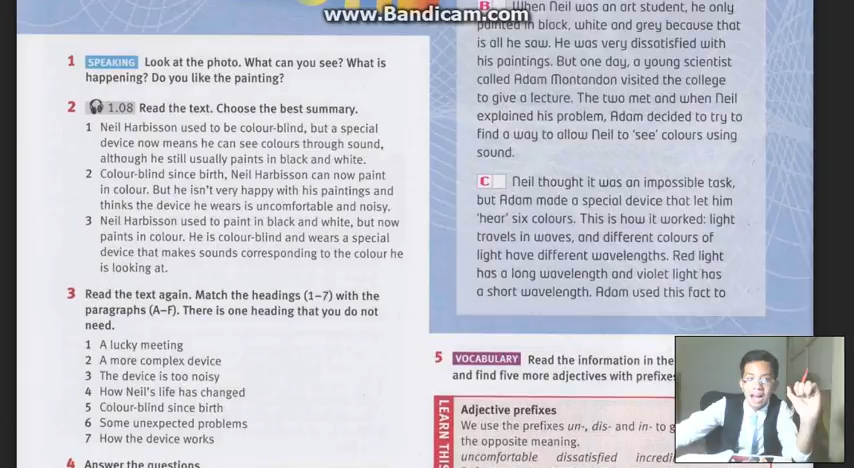 www.Bandicam.com
1 SPEAKING Look at the photo. What can you see? What is
happening? Do you like the painting?
2 1.08 Read the text. Choose the best summary.
1 Neil Harbisson used to be colour-blind, but a special
device now means he can see colours through sound,
although he still usually paints in black and white.
2 Colour-blind since birth, Neil Harbisson can now paint
in colour. But he isn't very happy with his paintings and
thinks the device he wears is uncomfortable and noisy.
3 Neil Harbisson used to paint in black and white, but now
paints in colour. He is colour-blind and wears a special
device that makes sounds corresponding to the colour he
is looking at.
3 Read the text again. Match the headings (1–7) with the
paragraphs (A–F). There is one heading that you do not
need.
1 A lucky meeting
2 A more complex device
3 The device is too noisy
4 How Neil's life has changed
5 Colour-blind since birth
6 Some unexpected problems
7 How the device works
4 Answer the questions
B When Neil was an art student, he only
painted in black, white and grey because that
is all he saw. He was very dissatisfied with
his paintings. But one day, a young scientist
called Adam Montandon visited the college
to give a lecture. The two met and when Neil
explained his problem, Adam decided to try to
find a way to allow Neil to 'see' colours using
sound.
C Neil thought it was an impossible task,
but Adam made a special device that let him
'hear' six colours. This is how it worked: light
travels in waves, and different colours of
light have different wavelengths. Red light
has a long wavelength and violet light has
a short wavelength. Adam used this fact to
5 VOCABULARY Read the information in the
and find five more adjectives with prefixes
LEARN THIS
Adjective prefixes
We use the prefixes un-, dis- and in- to
the opposite meaning.
uncomfortable dissatisfied